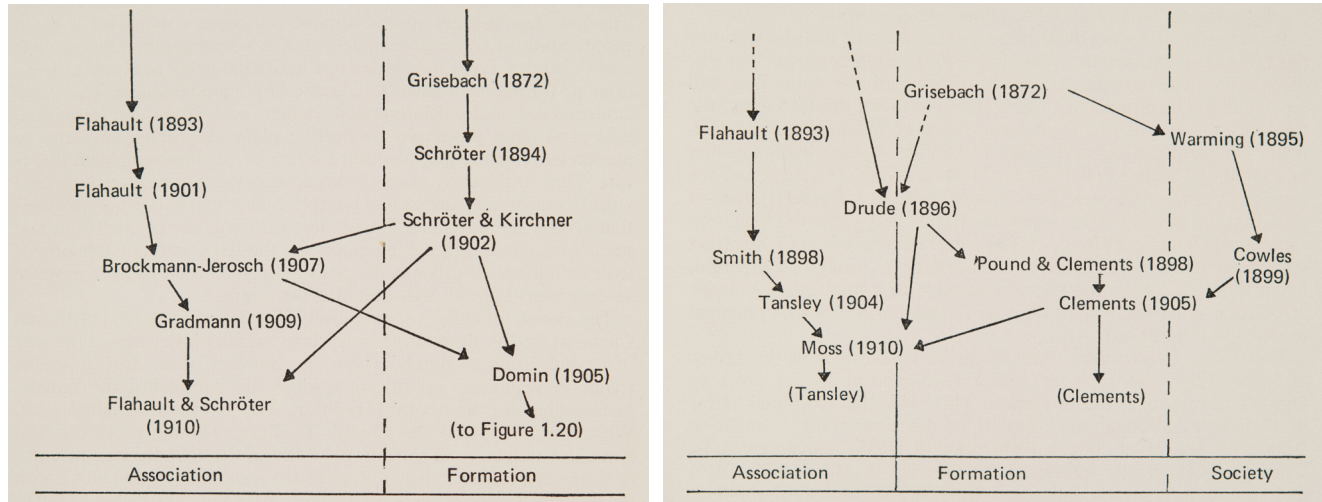 Grisebach (1872)
Flahault (1893)
Schröter (1894)
Flahault (1901)
Schröter & Kirchner
(1902)
Brockmann-Jerosch (1907)
Gradmann (1909)
Domin (1905)
Flahault & Schröter
(1910)
(to Figure 1.20)
Association
Formation
Grisebach (1872)
Flahault (1893)
Warming (1895)
Drude (1896)
Smith (1898)
Pound & Clements (1898)
Cowles
(1899)
Tansley (1904)
Clements (1905)
Moss (1910)
(Tansley)
(Clements)
Association
Formation
Society